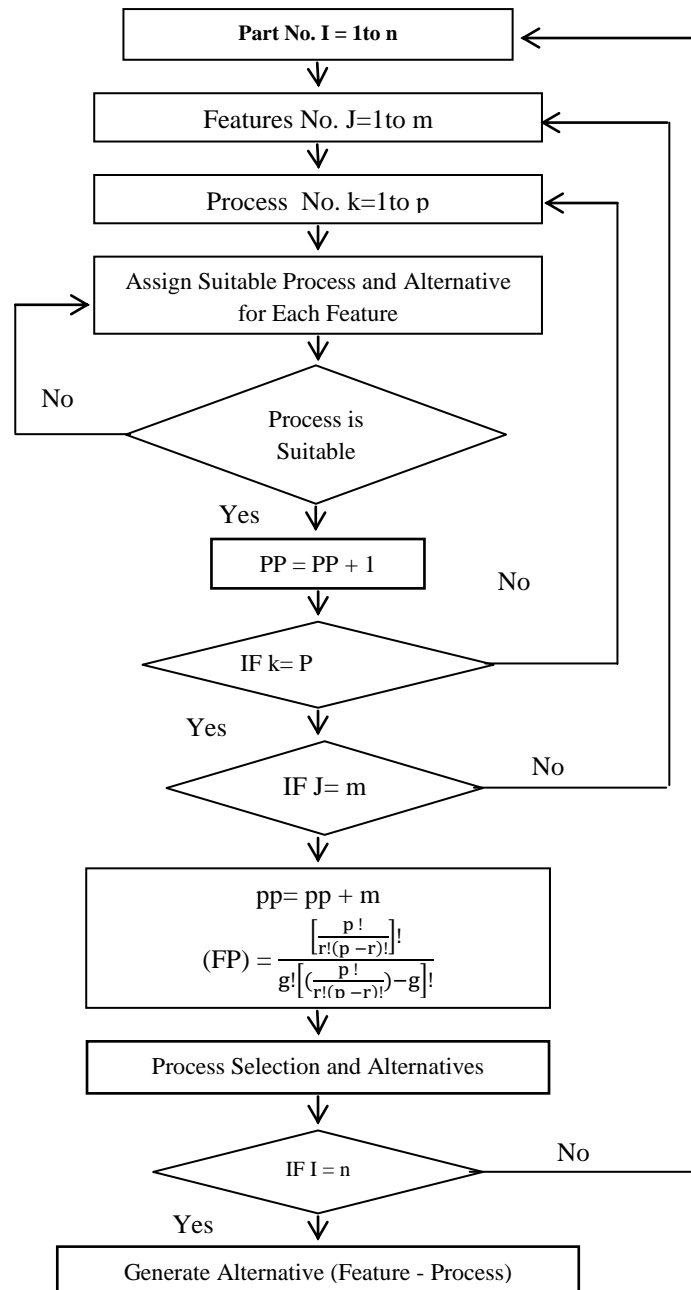 Part No. I = 1to n
Features No. J=1to m
Process No. k=1to p
Assign Suitable Process and Alternative
for Each Feature
No
Process is
Suitable
Yes
PP = PP + 1
No
IF k= P
Yes
IF J= m
No
pp= pp + m
(FP) = [p! / r!(p−r)!]! / g![(p! / r!(p−r)!)−g]!
Process Selection and Alternatives
IF I = n
No
Yes
Generate Alternative (Feature - Process)